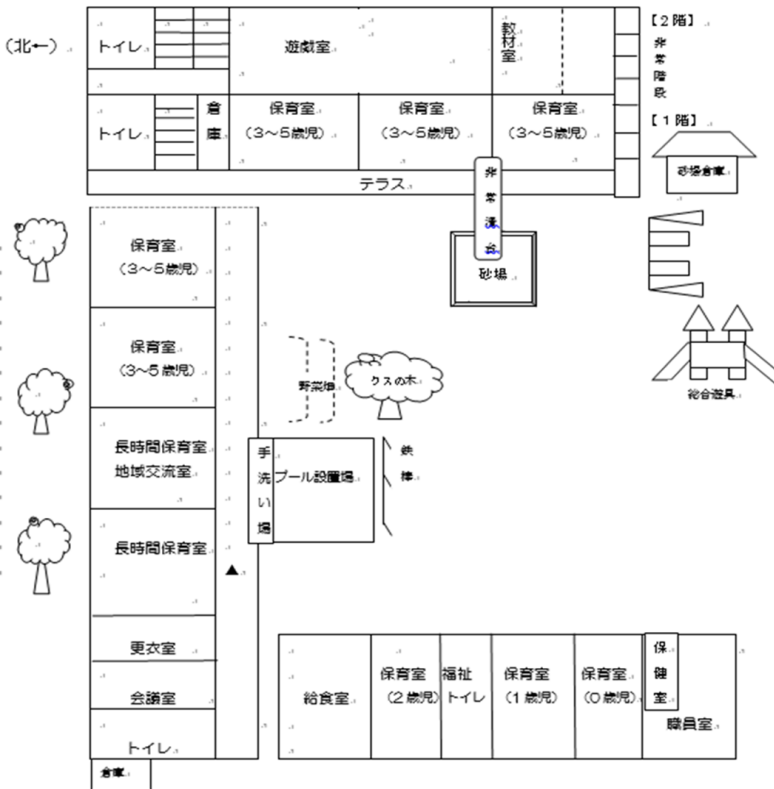 （北←）
トイレ
遊戯室
教材室
【２階】
非常階段
トイレ
倉庫
保育室
（３～５歳児）
保育室
（３～５歳児）
保育室
（３～５歳児）
【１階】
砂場倉庫
テラス
非常滑台
砂場
総合遊具
保育室
（３～５歳児）
保育室
（３～５歳児）
野菜畑
クスの木
長時間保育室
地域交流室
手洗い場
プール設置場
鉄棒
長時間保育室
▲
更衣室
会議室
トイレ
倉庫
給食室
保育室
（２歳児）
福祉
トイレ
保育室
（１歳児）
保育室
（０歳児）
保健室
職員室